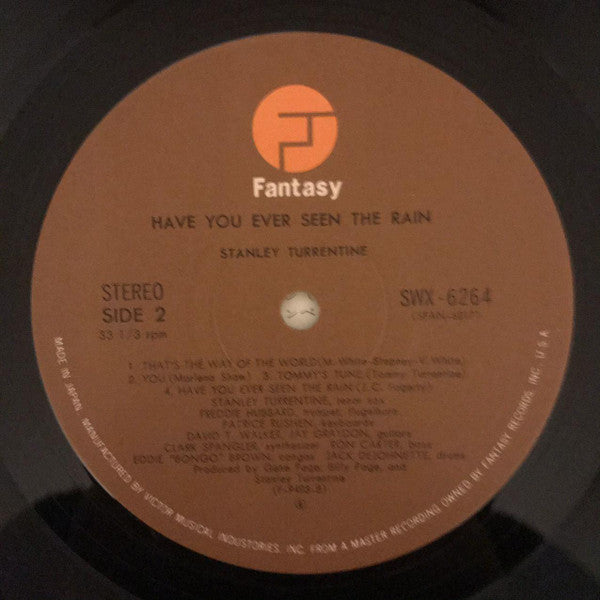 Fantasy
HAVE YOU EVER SEEN THE RAIN
STANLEY TURRENTINE
STEREO
SIDE 2
33 1/3 rpm
SWX-6264
1. THAT'S THE WAY OF THE WORLD(M. White-Stepney-V. White)
2. YOU (Marlena Shaw) 3. TOMMY'S TUNE (Tommy Turrentine)
4. HAVE YOU EVER SEEN THE RAIN (J.C. Fogerty)
STANLEY TURRENTINE, tenor sax
FREDDIE HUBBARD, trumpet, flugelhorn
PATRICE RUSHEN, keyboards
DAVID T. WALKER, JAY GRAYDON, guitars
CLARK SPANGLER, synthesizer RON CARTER, bass
EDDIE "BONGO" BROWN, congas JACK DEJOHNETTE, drums
Produced by Gene Page, Billy Page, and
Stanley Turrentine
(F-9493-B)
MADE IN JAPAN. MANUFACTURED BY VICTOR MUSICAL INDUSTRIES, INC. FROM A MASTER RECORDING OWNED BY FANTASY RECORDS, INC., U.S.A.